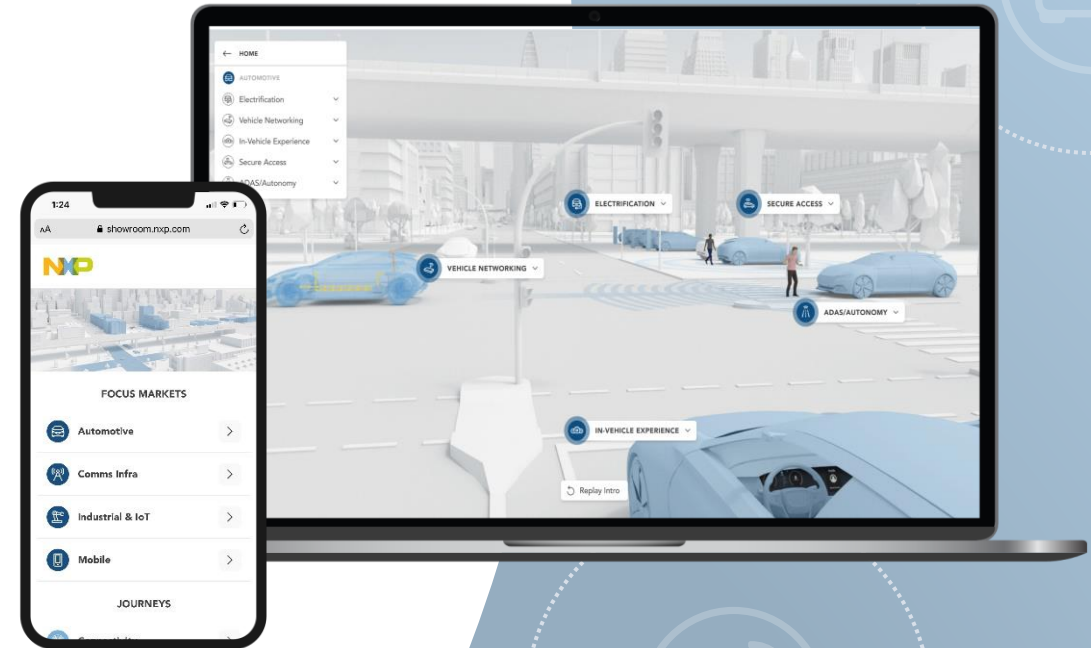 ← HOME
AUTOMOTIVE
Electrification
Vehicle Networking
In-Vehicle Experience
Secure Access
ADAS/Autonomy
ELECTRIFICATION
SECURE ACCESS
VEHICLE NETWORKING
ADAS/AUTONOMY
IN-VEHICLE EXPERIENCE
Replay Intro
1:24
AA showroom.nxp.com
NXP
FOCUS MARKETS
Automotive
Comms Infra
Industrial & IoT
Mobile
JOURNEYS